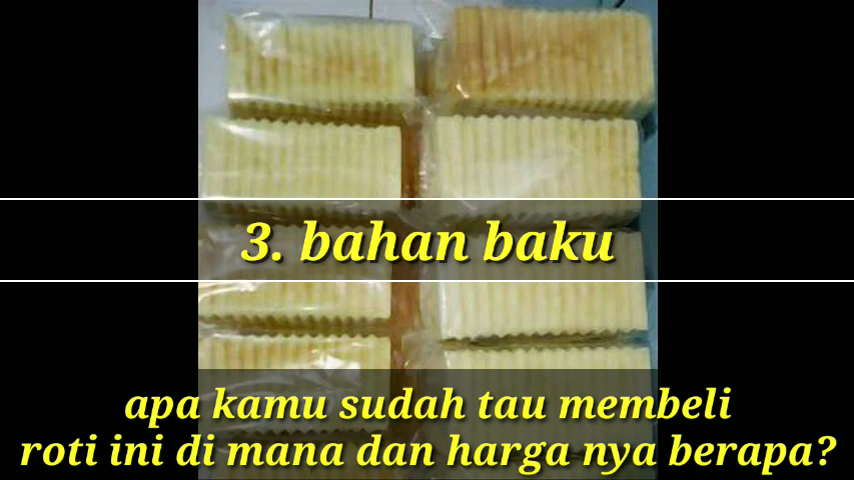 3. bahan baku
apa kamu sudah tau membeli
roti ini di mana dan harga nya berapa?